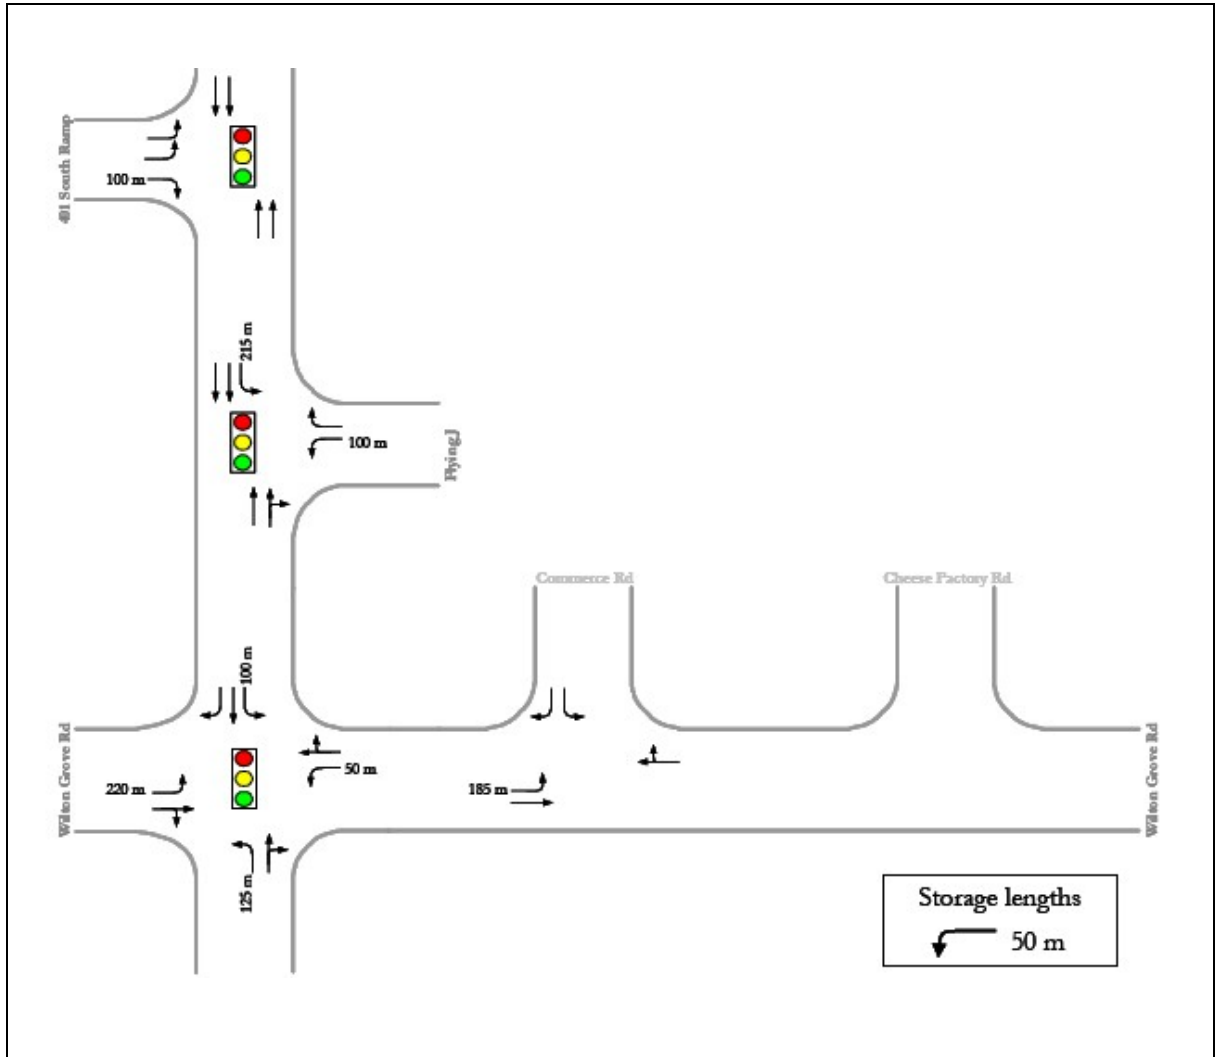 401 South Ramp
100 m
215 m
100 m
Flying J
Commerce Rd
Cheese Factory Rd
100 m
Wilton Grove Rd
50 m
220 m
185 m
Wilton Grove Rd
125 m
Storage lengths
50 m